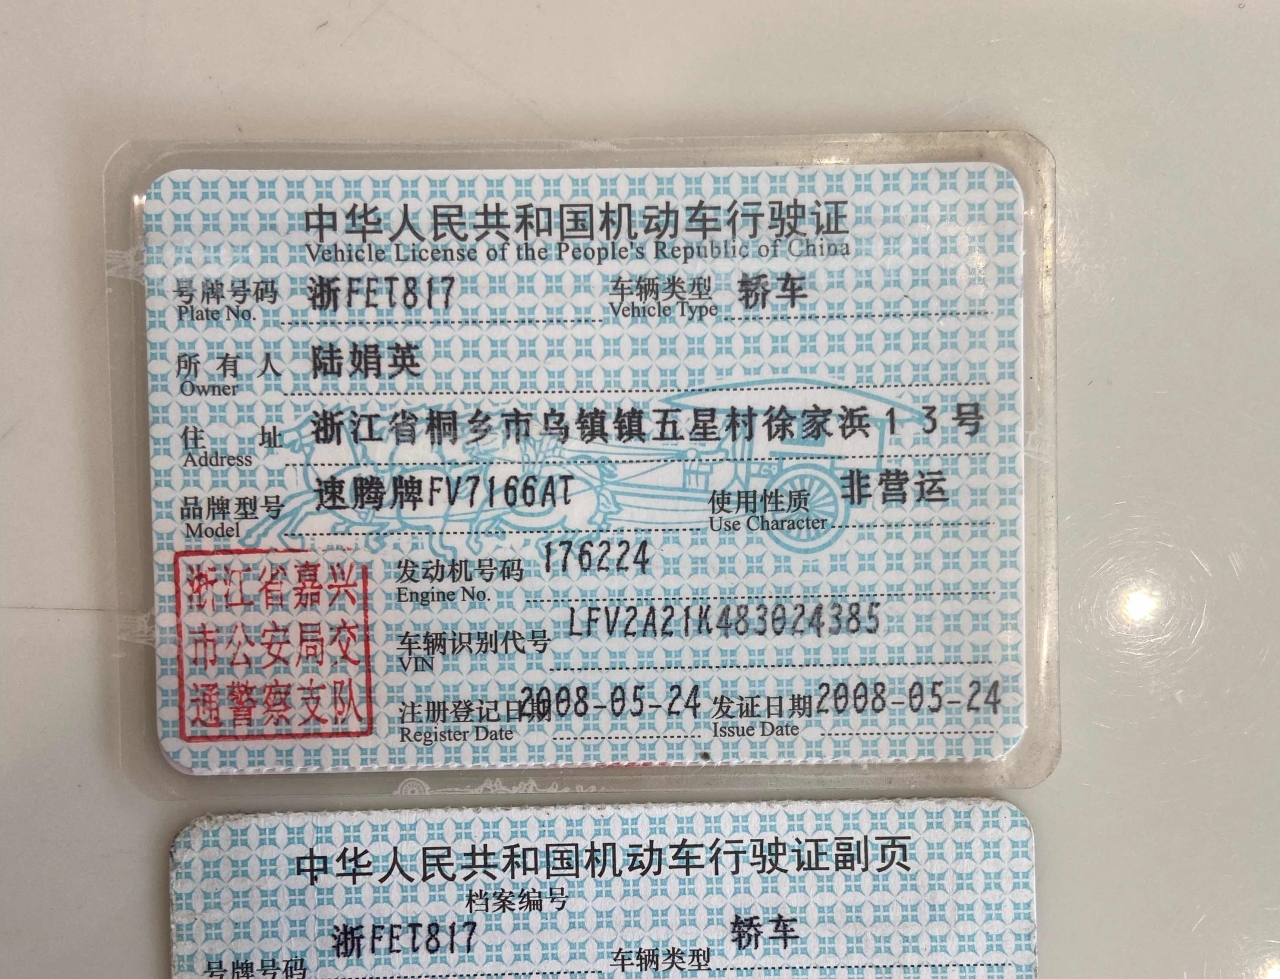 中华人民共和国机动车行驶证
Vehicle License of the People's Republic of China
号牌号码 浙FET817 车辆类型 轿车
Plate No. Vehicle Type
所有人 陆娟英
Owner
住址 浙江省桐乡市乌镇镇五星村徐家浜13号
Address
品牌型号 速腾牌FV7166AT 使用性质 非营运
Model Use Character
浙江省嘉兴
市公安局交
通警察支队
发动机号码 176224
Engine No.
车辆识别代号 LFV2A21K483024385
VIN
注册登记日期 2008-05-24 发证日期 2008-05-24
Register Date Issue Date
中华人民共和国机动车行驶证副页
档案编号
号牌号码 浙FET817 车辆类型 轿车